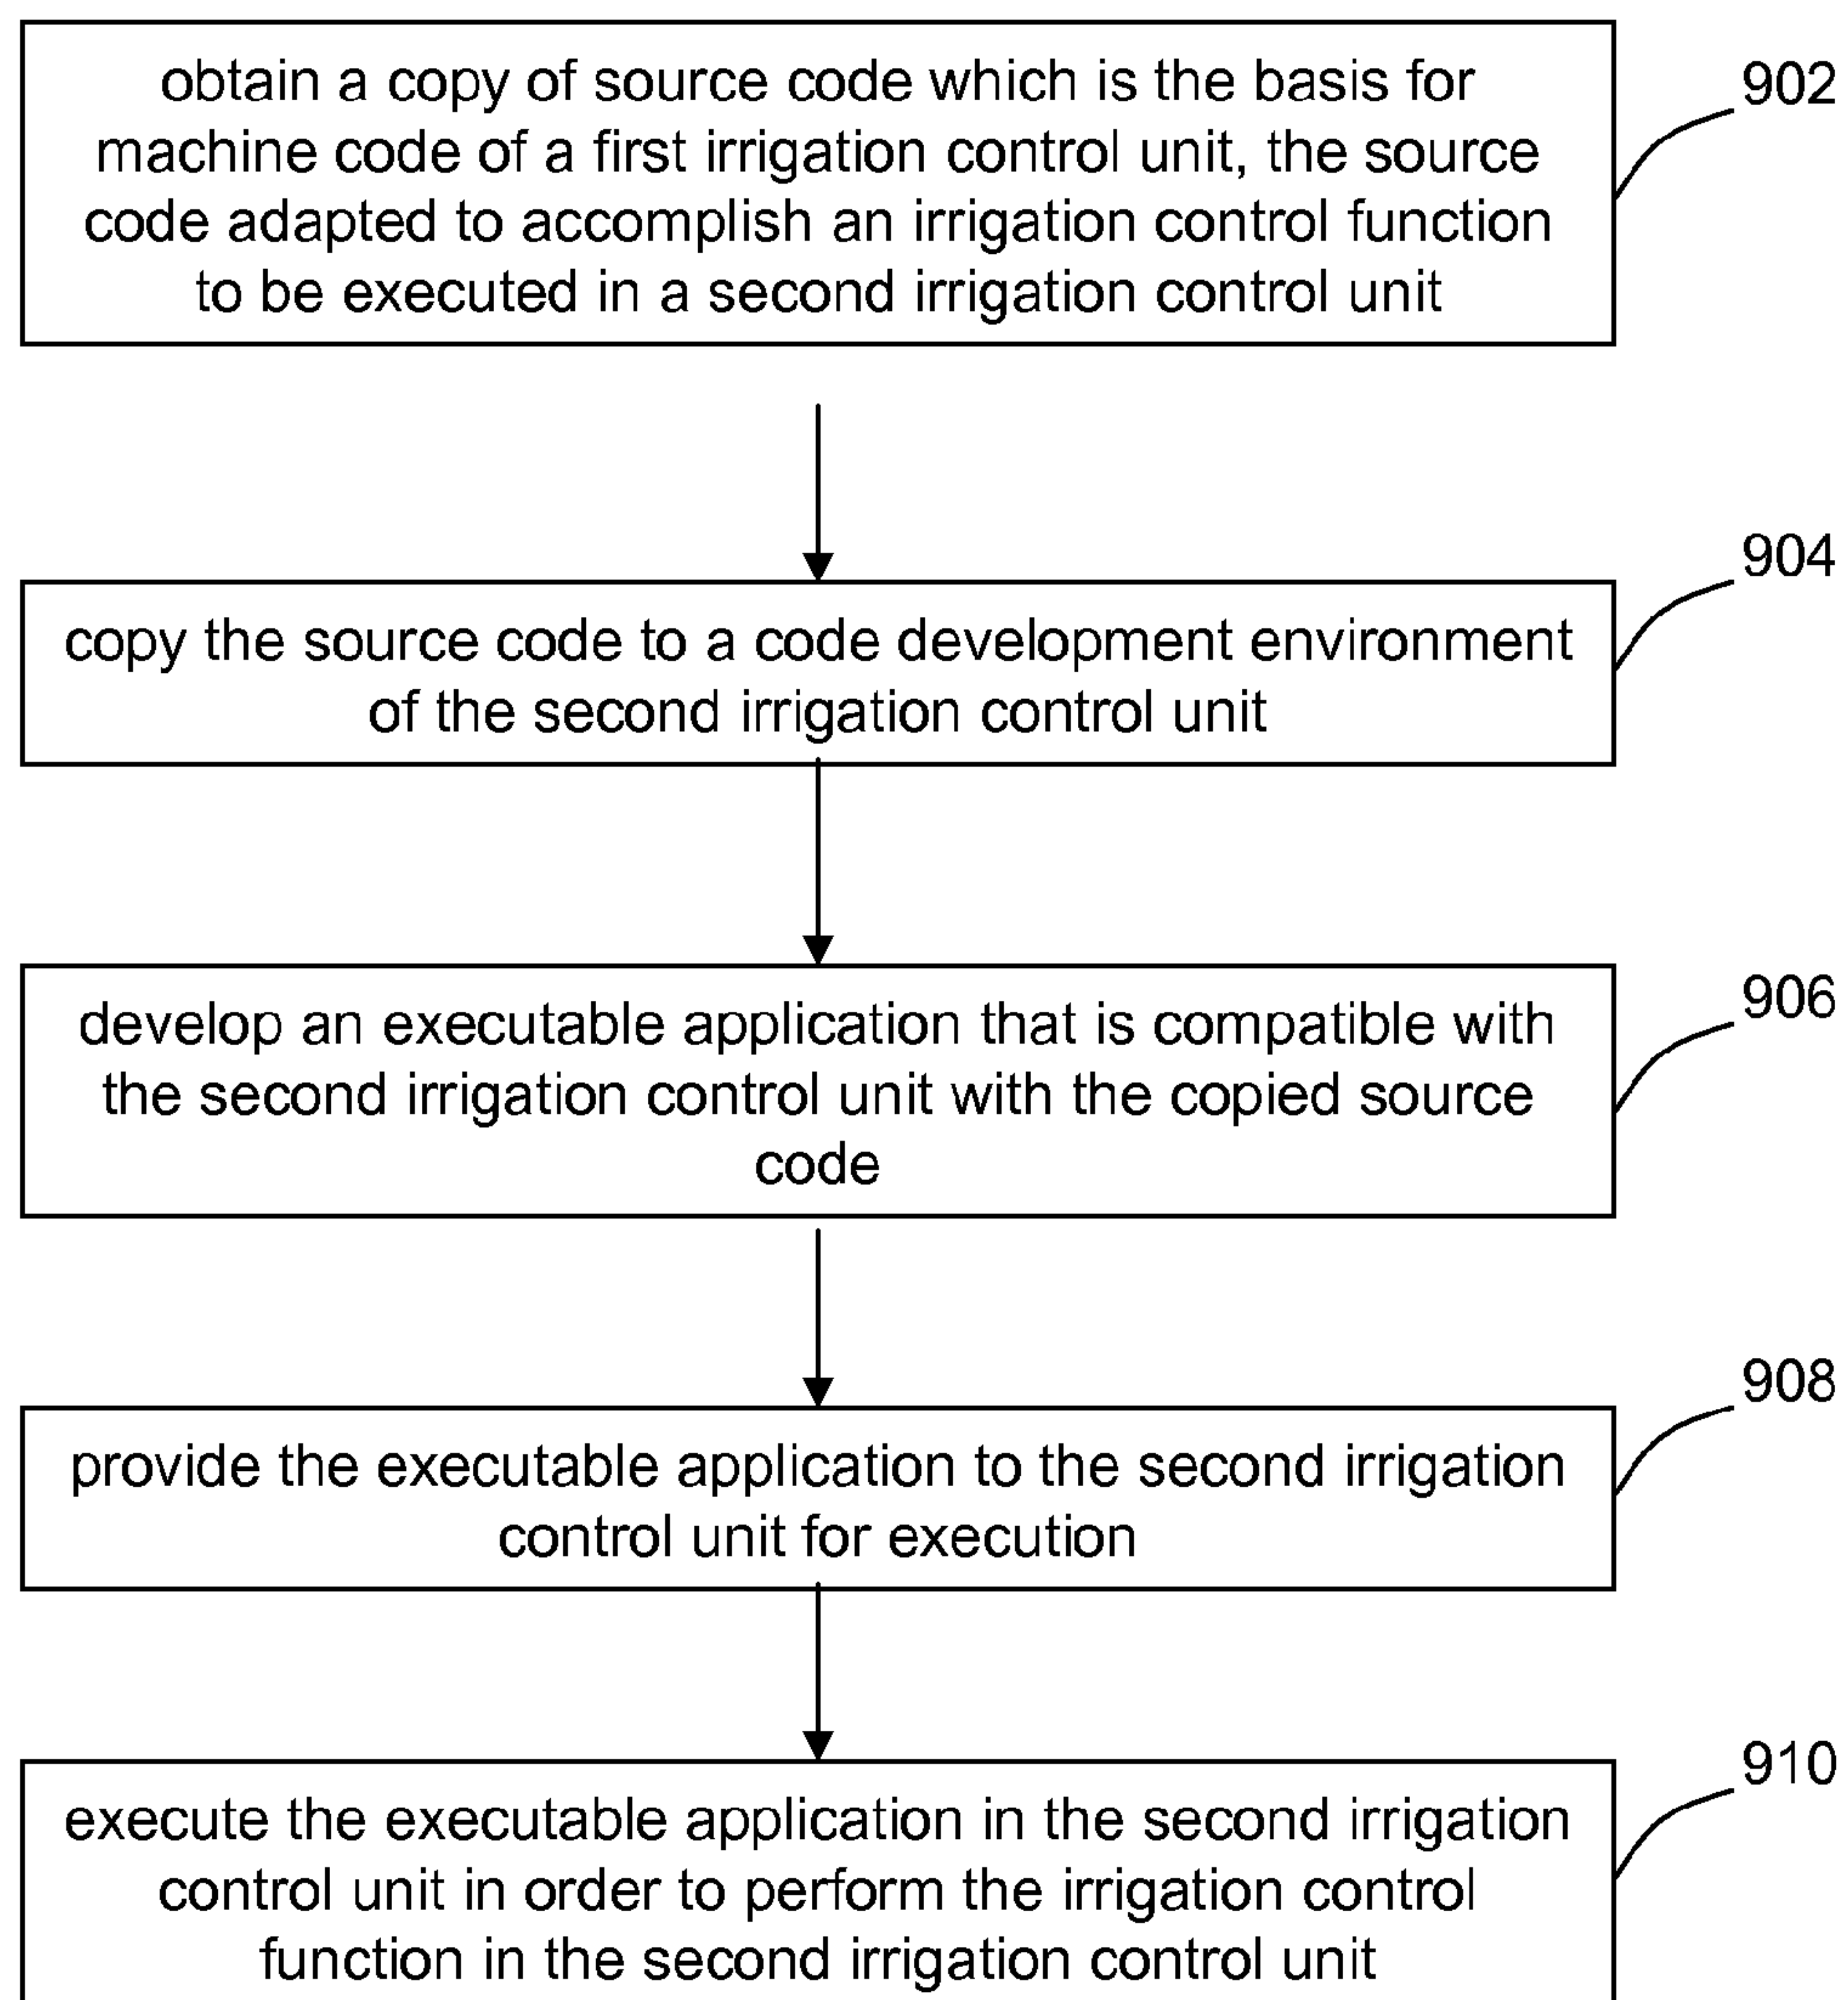 obtain a copy of source code which is the basis for
machine code of a first irrigation control unit, the source
code adapted to accomplish an irrigation control function
to be executed in a second irrigation control unit
902
copy the source code to a code development environment
of the second irrigation control unit
904
develop an executable application that is compatible with
the second irrigation control unit with the copied source
code
906
provide the executable application to the second irrigation
control unit for execution
908
execute the executable application in the second irrigation
control unit in order to perform the irrigation control
function in the second irrigation control unit
910